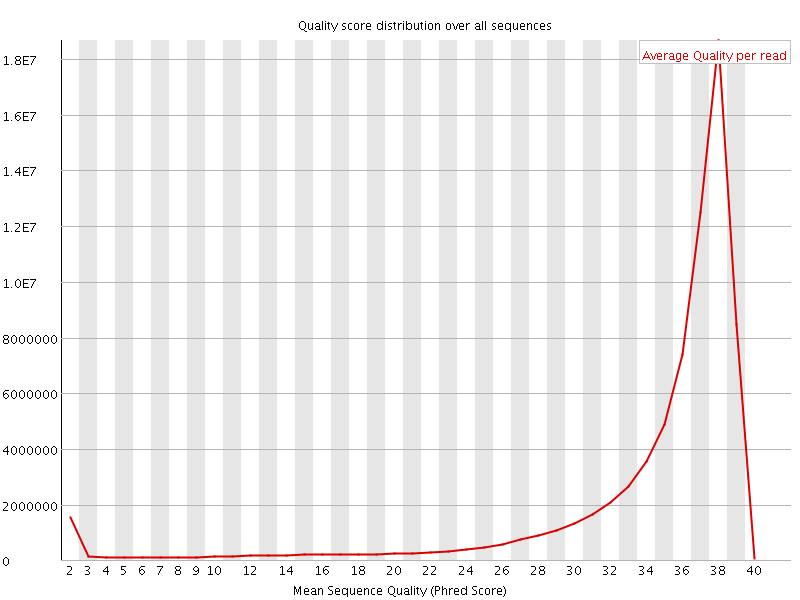 Quality score distribution over all sequences
Average Quality per read
1.8E7
1.6E7
1.4E7
1.2E7
1.0E7
8000000
6000000
4000000
2000000
0
2 3 4 5 6 7 8 9 10 12 14 16 18 20 22 24 26 28 30 32 34 36 38 40
Mean Sequence Quality (Phred Score)